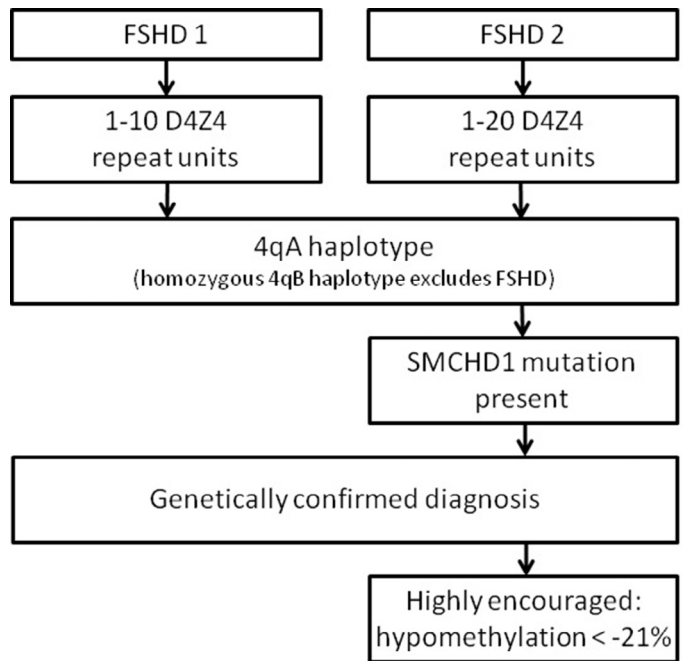 FSHD 1
FSHD 2
1-10 D4Z4
repeat units
1-20 D4Z4
repeat units
4qA haplotype
(homozygous 4qB haplotype excludes FSHD)
SMCHD1 mutation
present
Genetically confirmed diagnosis
Highly encouraged:
hypomethylation < -21%